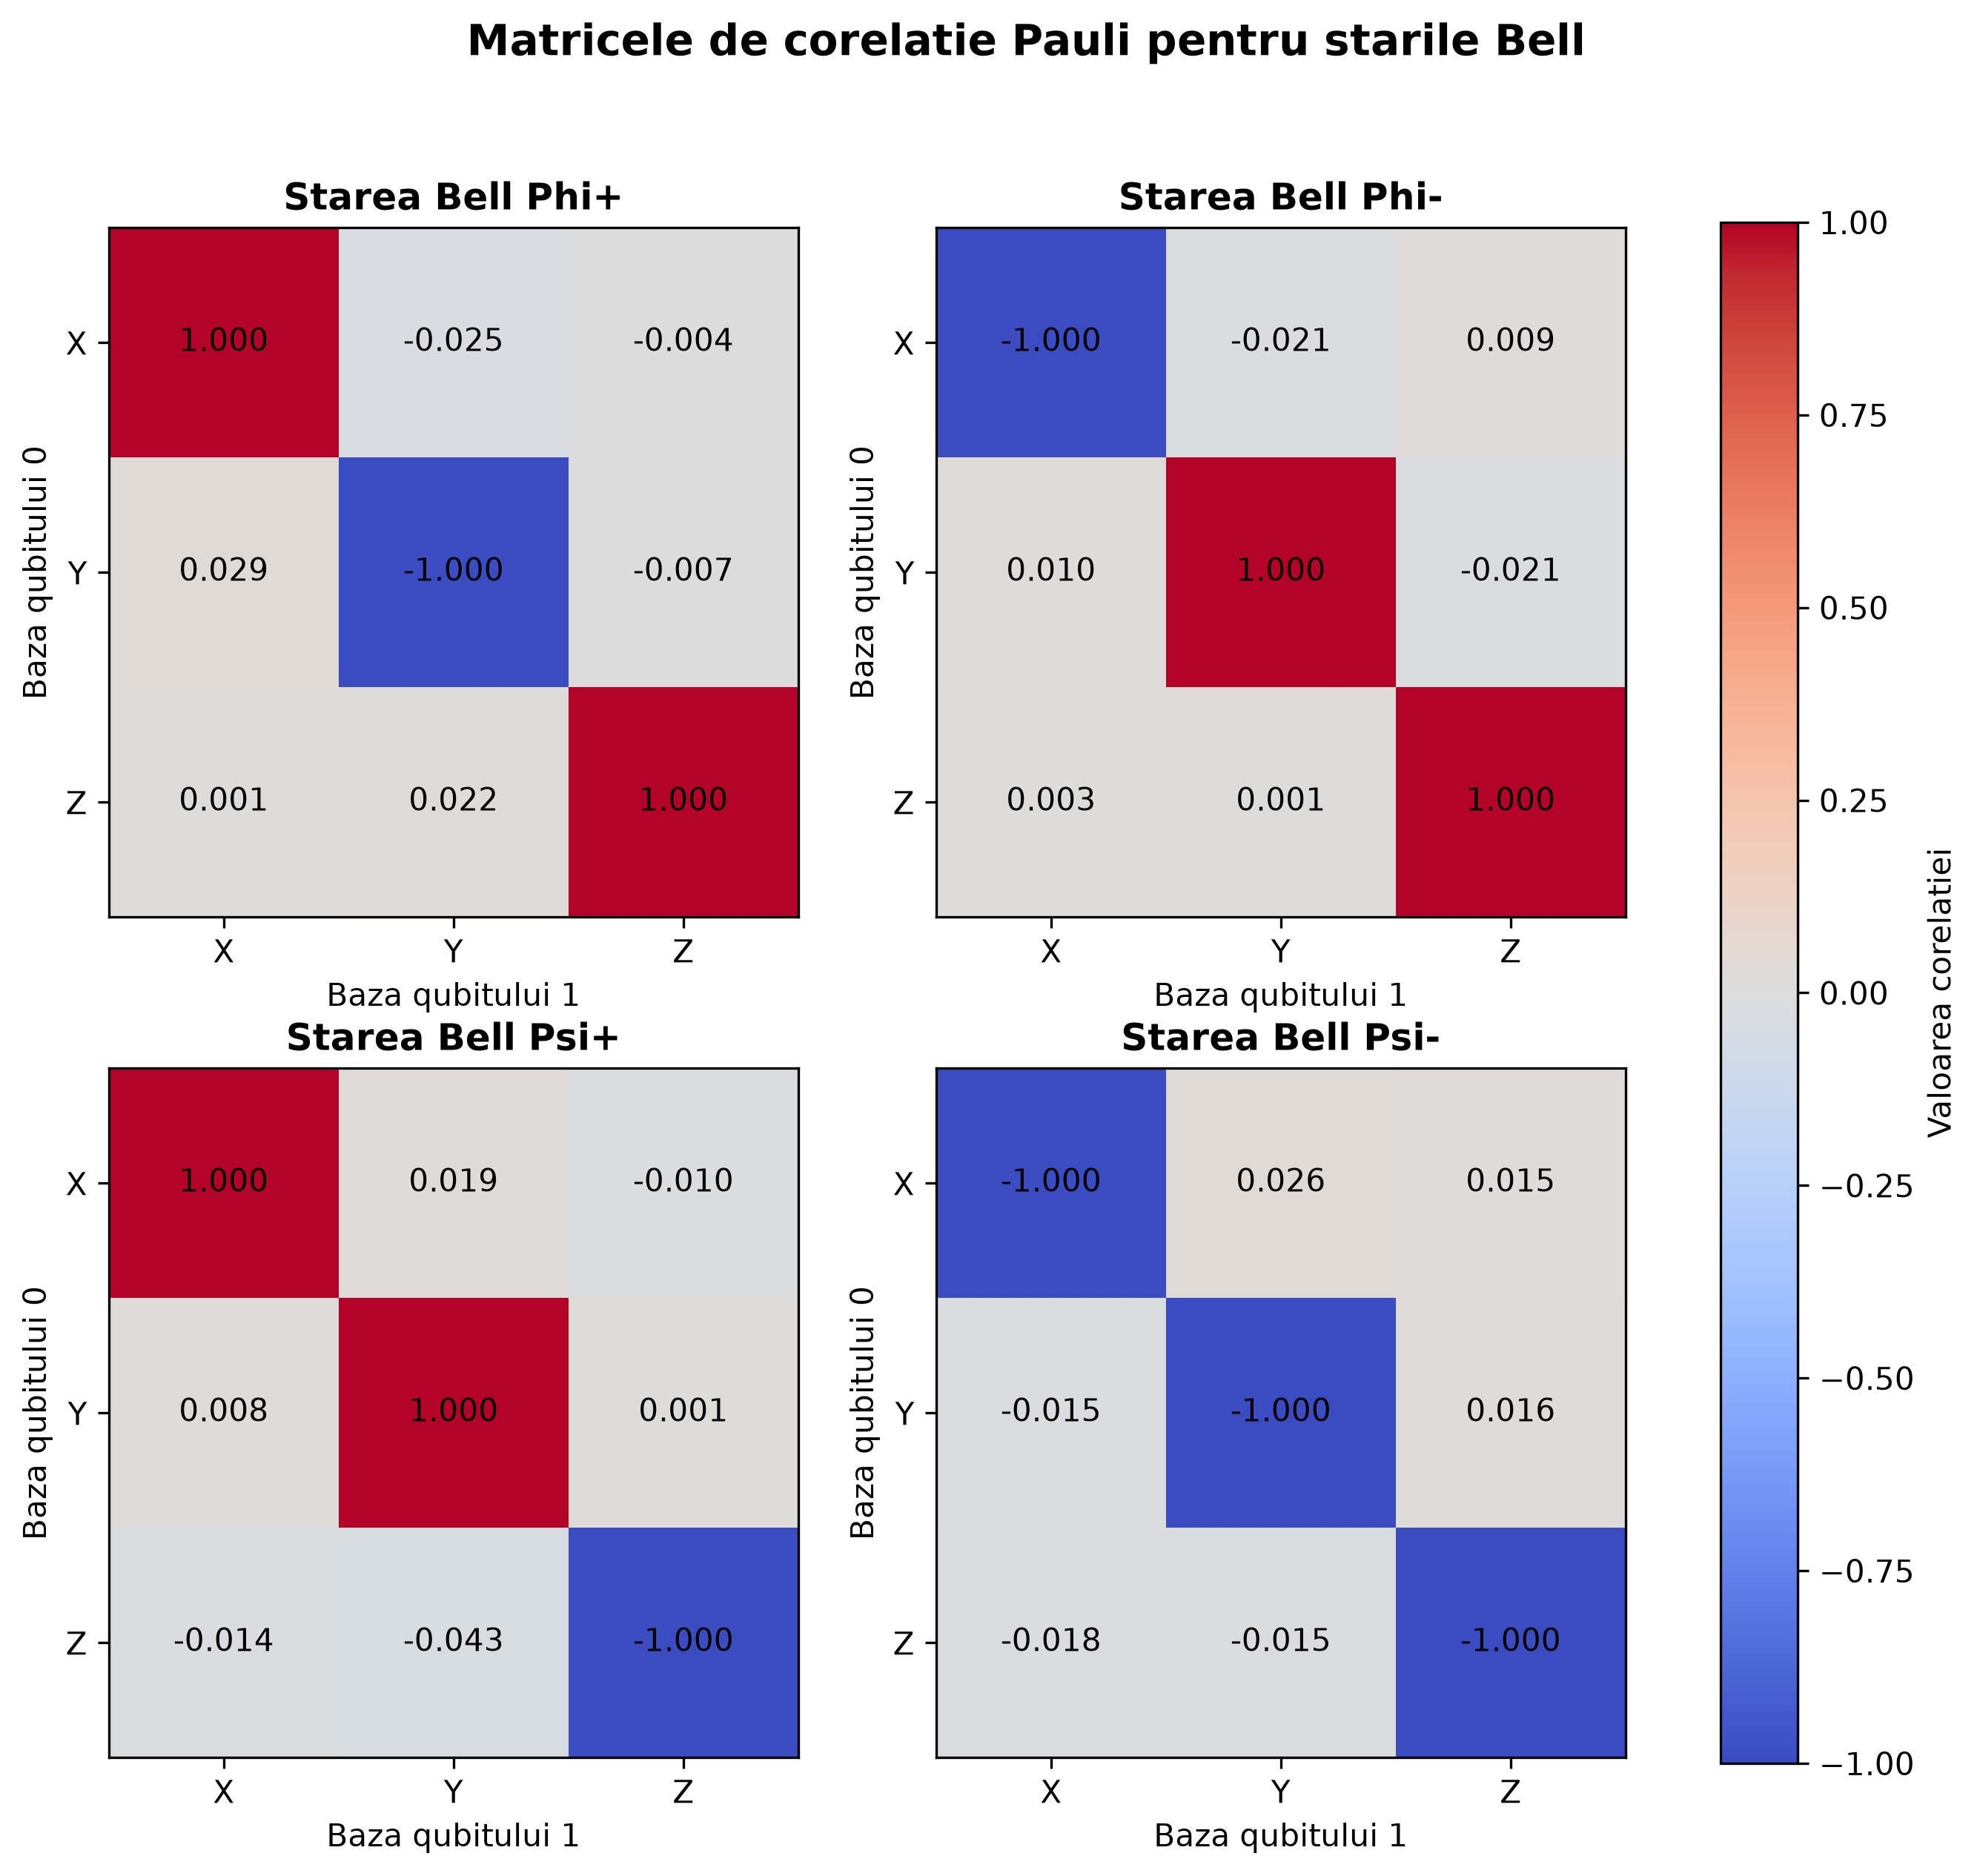 Matricele de corelatie Pauli pentru starile Bell
Starea Bell Phi+
Baza qubitului 0
X 1.000 -0.025 -0.004
Y 0.029 -1.000 -0.007
Z 0.001 0.022 1.000
X Y Z
Baza qubitului 1
Starea Bell Phi-
Baza qubitului 0
X -1.000 -0.021 0.009
Y 0.010 1.000 -0.021
Z 0.003 0.001 1.000
X Y Z
Baza qubitului 1
Starea Bell Psi+
Baza qubitului 0
X 1.000 0.019 -0.010
Y 0.008 1.000 0.001
Z -0.014 -0.043 -1.000
X Y Z
Baza qubitului 1
Starea Bell Psi-
Baza qubitului 0
X -1.000 0.026 0.015
Y -0.015 -1.000 0.016
Z -0.018 -0.015 -1.000
X Y Z
Baza qubitului 1
1.00
0.75
0.50
0.25
0.00
−0.25
−0.50
−0.75
−1.00
Valoarea corelatiei